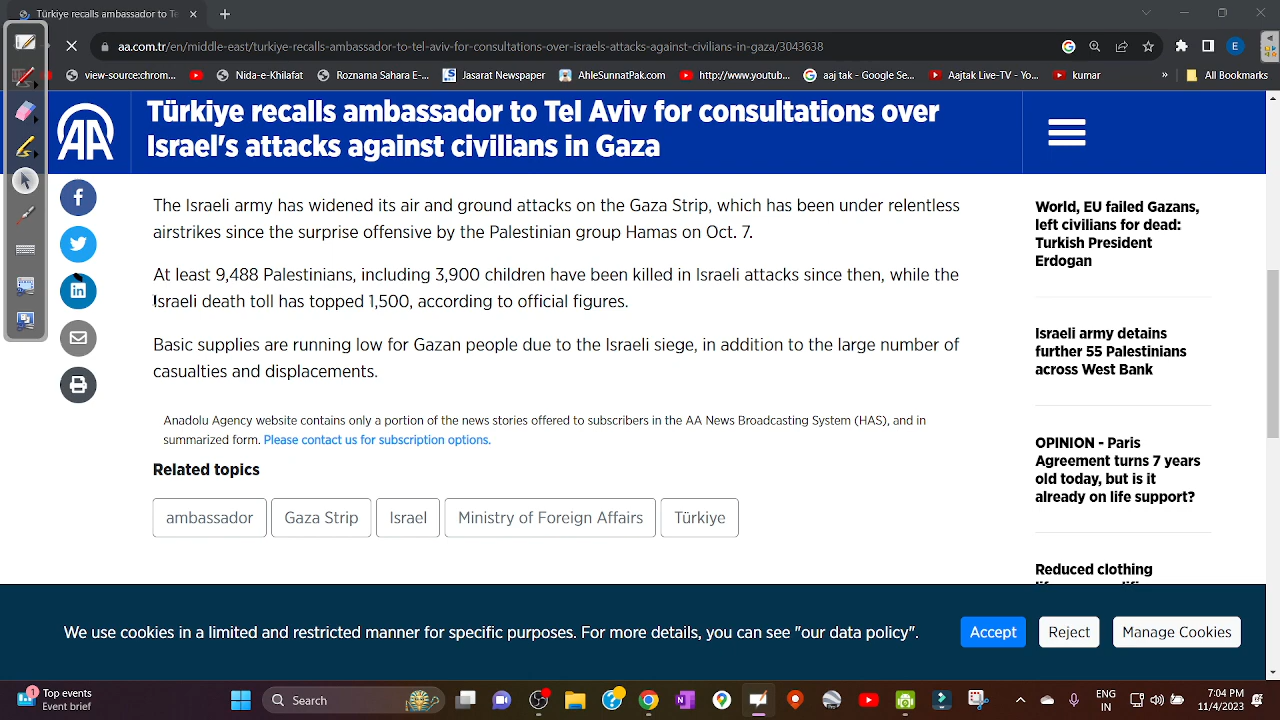 Türkiye recalls ambassador to Te
aa.com.tr/en/middle-east/turkiye-recalls-ambassador-to-tel-aviv-for-consultations-over-israels-attacks-against-civilians-in-gaza/3043638
E
view-sourcechrom...
Nida-e-Khilafat
Roznama Sahara E-...
Jasarat Newspaper
AhleSunnatPak.com
http://www.youtub...
aaj tak - Google Se...
Aajtak Live-TV - Yo...
kumar
»
All Bookmarks
AA
Türkiye recalls ambassador to Tel Aviv for consultations over
Israel's attacks against civilians in Gaza
The Israeli army has widened its air and ground attacks on the Gaza Strip, which has been under relentless
airstrikes since the surprise offensive by the Palestinian group Hamas on Oct. 7.
At least 9,488 Palestinians, including 3,900 children have been killed in Israeli attacks since then, while the
Israeli death toll has topped 1,500, according to official figures.
Basic supplies are running low for Gazan people due to the Israeli siege, in addition to the large number of
casualties and displacements.
Anadolu Agency website contains only a portion of the news stories offered to subscribers in the AA News Broadcasting System (HAS), and in
summarized form. Please contact us for subscription options.
Related topics
ambassador
Gaza Strip
Israel
Ministry of Foreign Affairs
Türkiye
World, EU failed Gazans,
left civilians for dead:
Turkish President
Erdogan
Israeli army detains
further 55 Palestinians
across West Bank
OPINION - Paris
Agreement turns 7 years
old today, but is it
already on life support?
Reduced clothing
We use cookies in a limited and restricted manner for specific purposes. For more details, you can see "our data policy".
Accept
Reject
Manage Cookies
1
Top events
Event brief
Search
ENG
IN
7:04 PM
11/4/2023